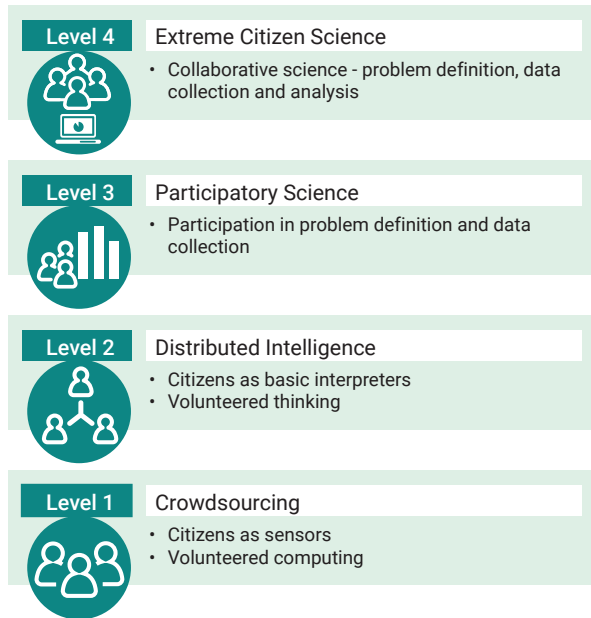 Level 4
Extreme Citizen Science
• Collaborative science - problem definition, data
collection and analysis
Level 3
Participatory Science
• Participation in problem definition and data
collection
Level 2
Distributed Intelligence
• Citizens as basic interpreters
• Volunteered thinking
Level 1
Crowdsourcing
• Citizens as sensors
• Volunteered computing